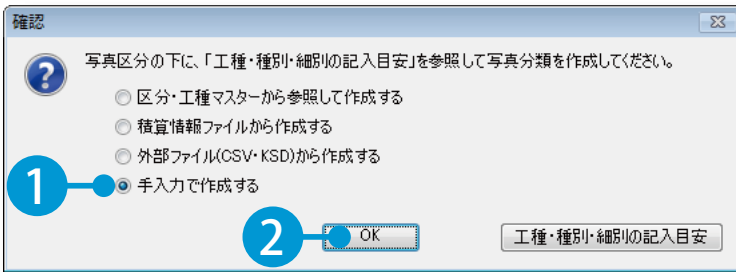 確認
写真区分の下に、「工種・種別・細別の記入目安」を参照して写真分類を作成してください。
区分・工種マスターから参照して作成する
積算情報ファイルから作成する
外部ファイル(CSV・KSD)から作成する
1 手入力で作成する
2 OK 工種・種別・細別の記入目安